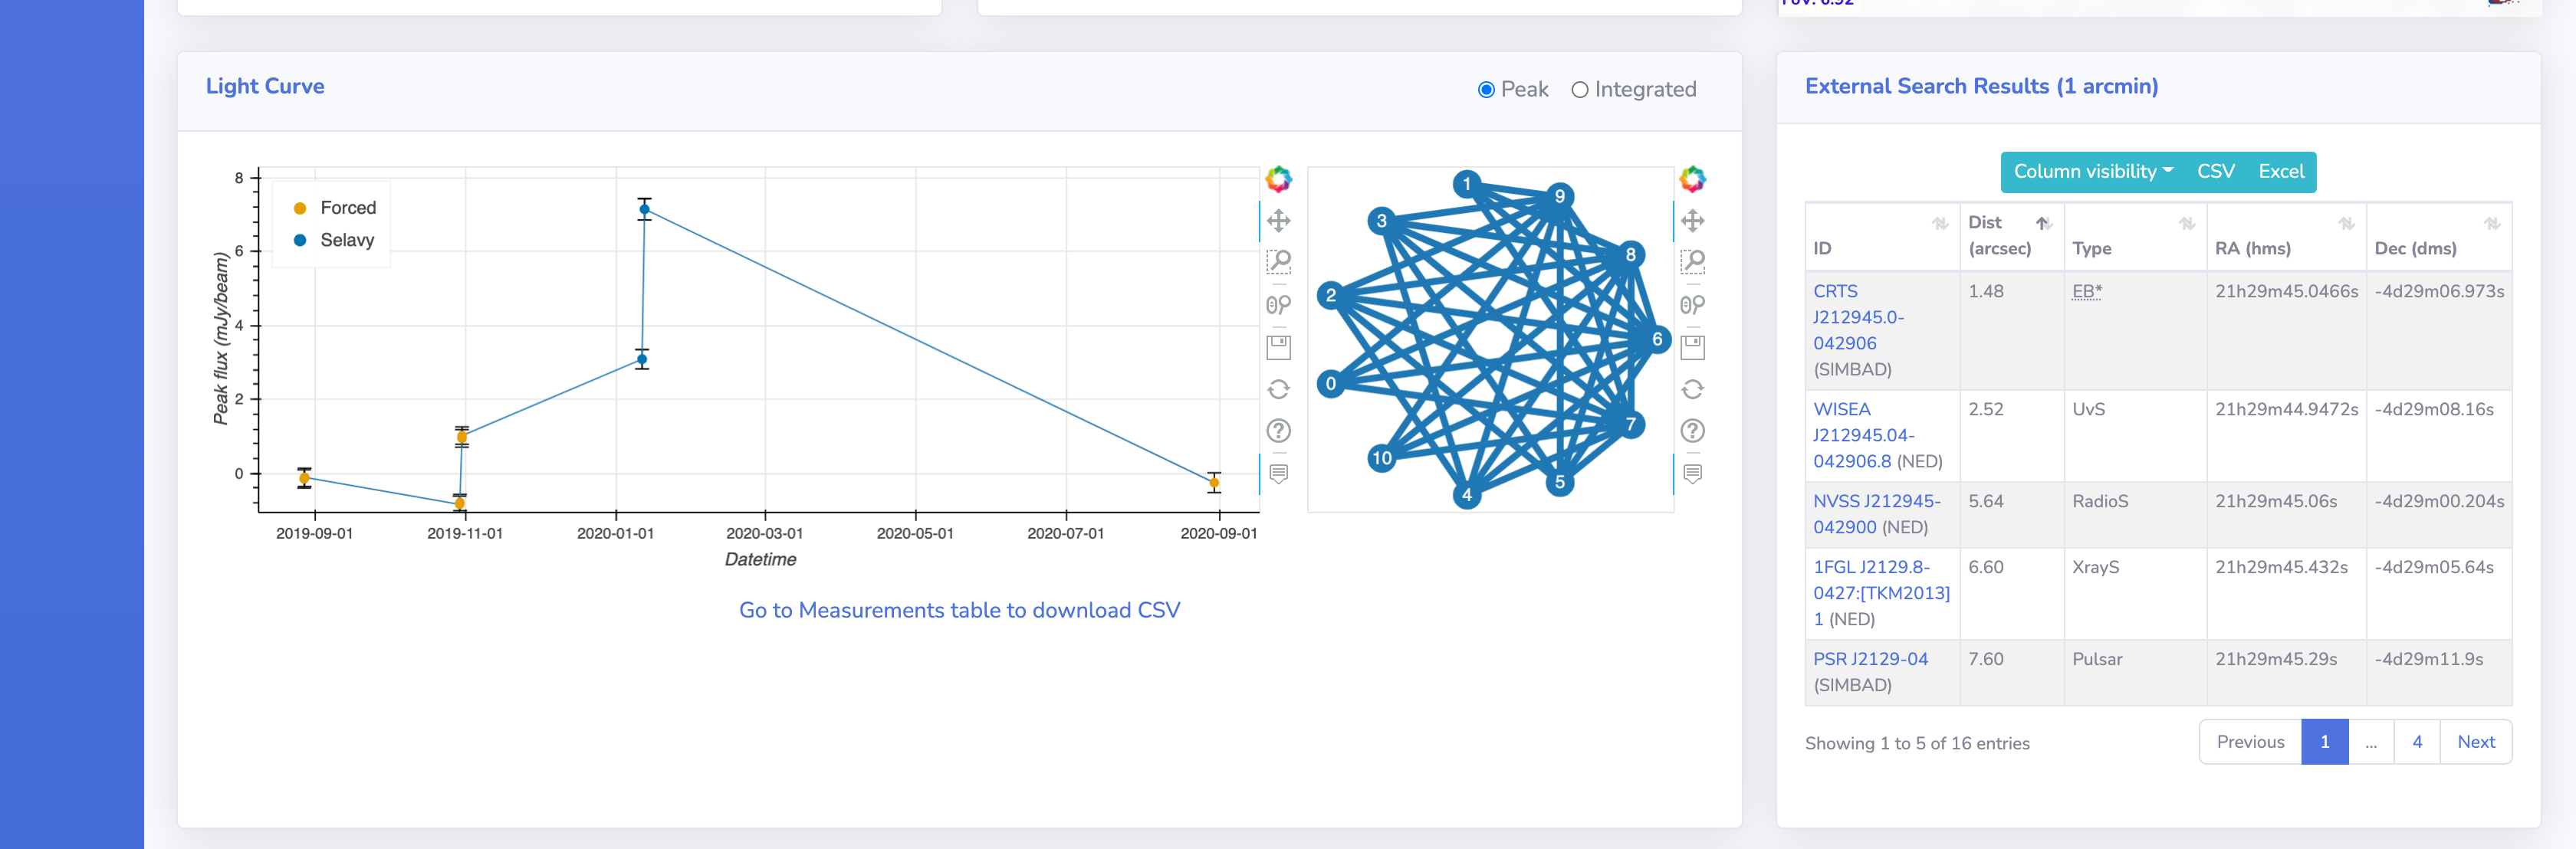 FoV: 6.52
Light Curve
Peak Integrated
8
6
4
2
0
Peak flux (mJy/beam)
Forced
Selavy
2019-09-01 2019-11-01 2020-01-01 2020-03-01 2020-05-01 2020-07-01 2020-09-01
Datetime
1
9
3
8
2
6
0
7
10
5
4
Go to Measurements table to download CSV
External Search Results (1 arcmin)
Column visibility CSV Excel
ID Dist (arcsec) Type RA (hms) Dec (dms)
CRTS 1.48 EB* 21h29m45.0466s -4d29m06.973s
J212945.0-
042906
(SIMBAD)
WISEA 2.52 UvS 21h29m44.9472s -4d29m08.16s
J212945.04-
042906.8 (NED)
NVSS J212945- 5.64 RadioS 21h29m45.06s -4d29m00.204s
042900 (NED)
1FGL J2129.8- 6.60 XrayS 21h29m45.432s -4d29m05.64s
0427:[TKM2013]
1 (NED)
PSR J2129-04 7.60 Pulsar 21h29m45.29s -4d29m11.9s
(SIMBAD)
Showing 1 to 5 of 16 entries
Previous 1 ... 4 Next